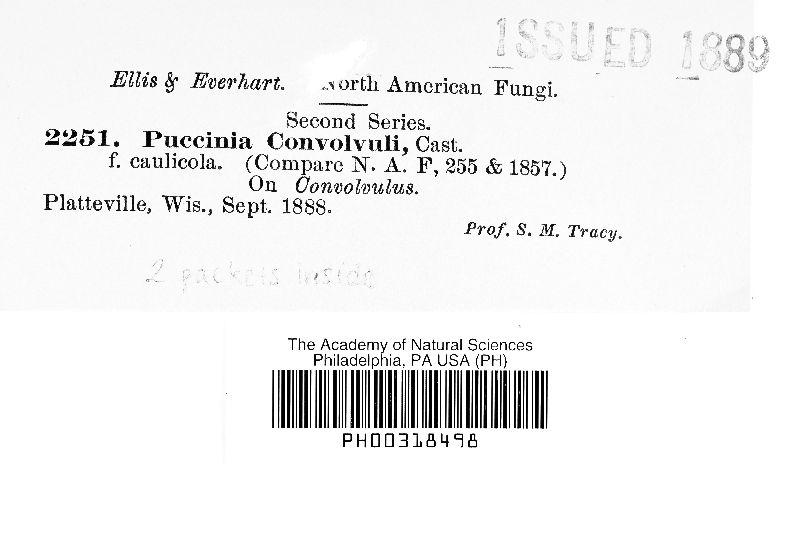 ISSUED 1889
Ellis & Everhart. North American Fungi.
Second Series.
2251. Puccinia Convolvuli, Cast.
f. caulicola. (Compare N. A. F, 255 & 1857.)
On Convolvulus.
Platteville, Wis., Sept. 1888.
Prof. S. M. Tracy.
2 packets inside
The Academy of Natural Sciences
Philadelphia, PA USA (PH)
PH00318498